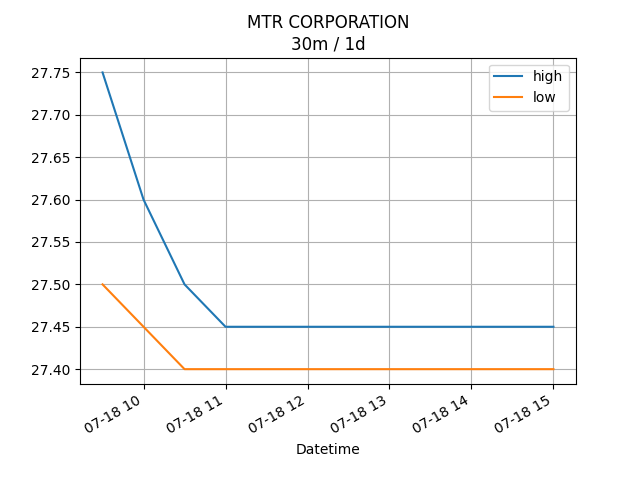 MTR CORPORATION
30m / 1d
high
low
27.75
27.70
27.65
27.60
27.55
27.50
27.45
27.40
07-18 10
07-18 11
07-18 12
07-18 13
07-18 14
07-18 15
Datetime